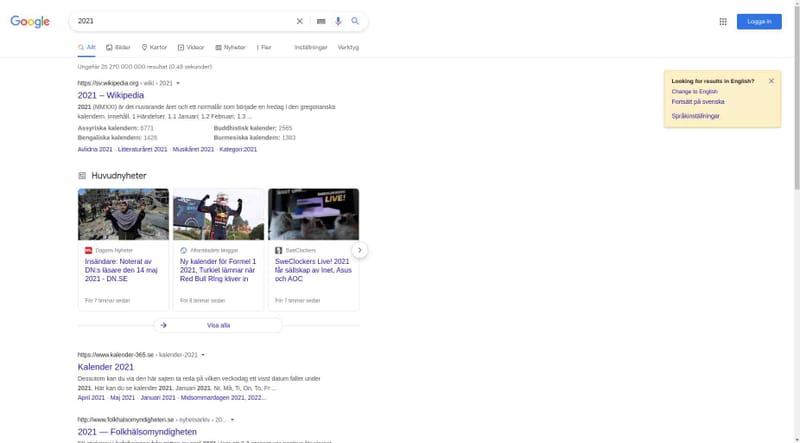 Google
2021
Logga in
Allt
Bilder
Kartor
Videor
Nyheter
Fler
Inställningar
Verktyg
Ungefär 25 270 000 000 resultat (0,48 sekunder)
https://sv.wikipedia.org › wiki › 2021
2021 – Wikipedia
2021 (MMXXI) är det nuvarande året och ett normalår som började en fredag i den gregorianska
kalendern. Innehåll. 1 Händelser. 1.1 Januari; 1.2 Februari; 1.3 ...
Assyriska kalendern: 6771
Buddhistisk kalender: 2565
Bengaliska kalendern: 1428
Burmesiska kalendern: 1383
Avlidna 2021 · Litteraturåret 2021 · Musikåret 2021 · Kategori:2021
Looking for results in English?
Change to English
Fortsätt på svenska
Språkinställningar
Huvudnyheter
LIVE!
Dagens Nyheter
Insändare: Noterat av
DN:s läsare den 14 maj
2021 - DN.SE
För 7 timmar sedan
Aftonbladets bloggar
Ny kalender för Formel 1
2021, Turkiet lämnar när
Red Bull Ring kliver in
För 8 timmar sedan
SweClockers
SweClockers Live! 2021
får sällskap av Inet, Asus
och AOC
För 7 timmar sedan
Visa alla
https://www.kalender-365.se › kalender-2021
Kalender 2021
Dessutom kan du via den här sajten ta reda på vilken veckodag ett visst datum faller under
2021. Här kan du se kalender 2021. Januari 2021. Nr, Må, Ti, On, To, Fr ...
April 2021 · Maj 2021 · Januari 2021 · Midsommardagen 2021, 2022...
http://www.folkhalsomyndigheten.se › nyhetsarkiv › 20...
2021 — Folkhälsomyndigheten